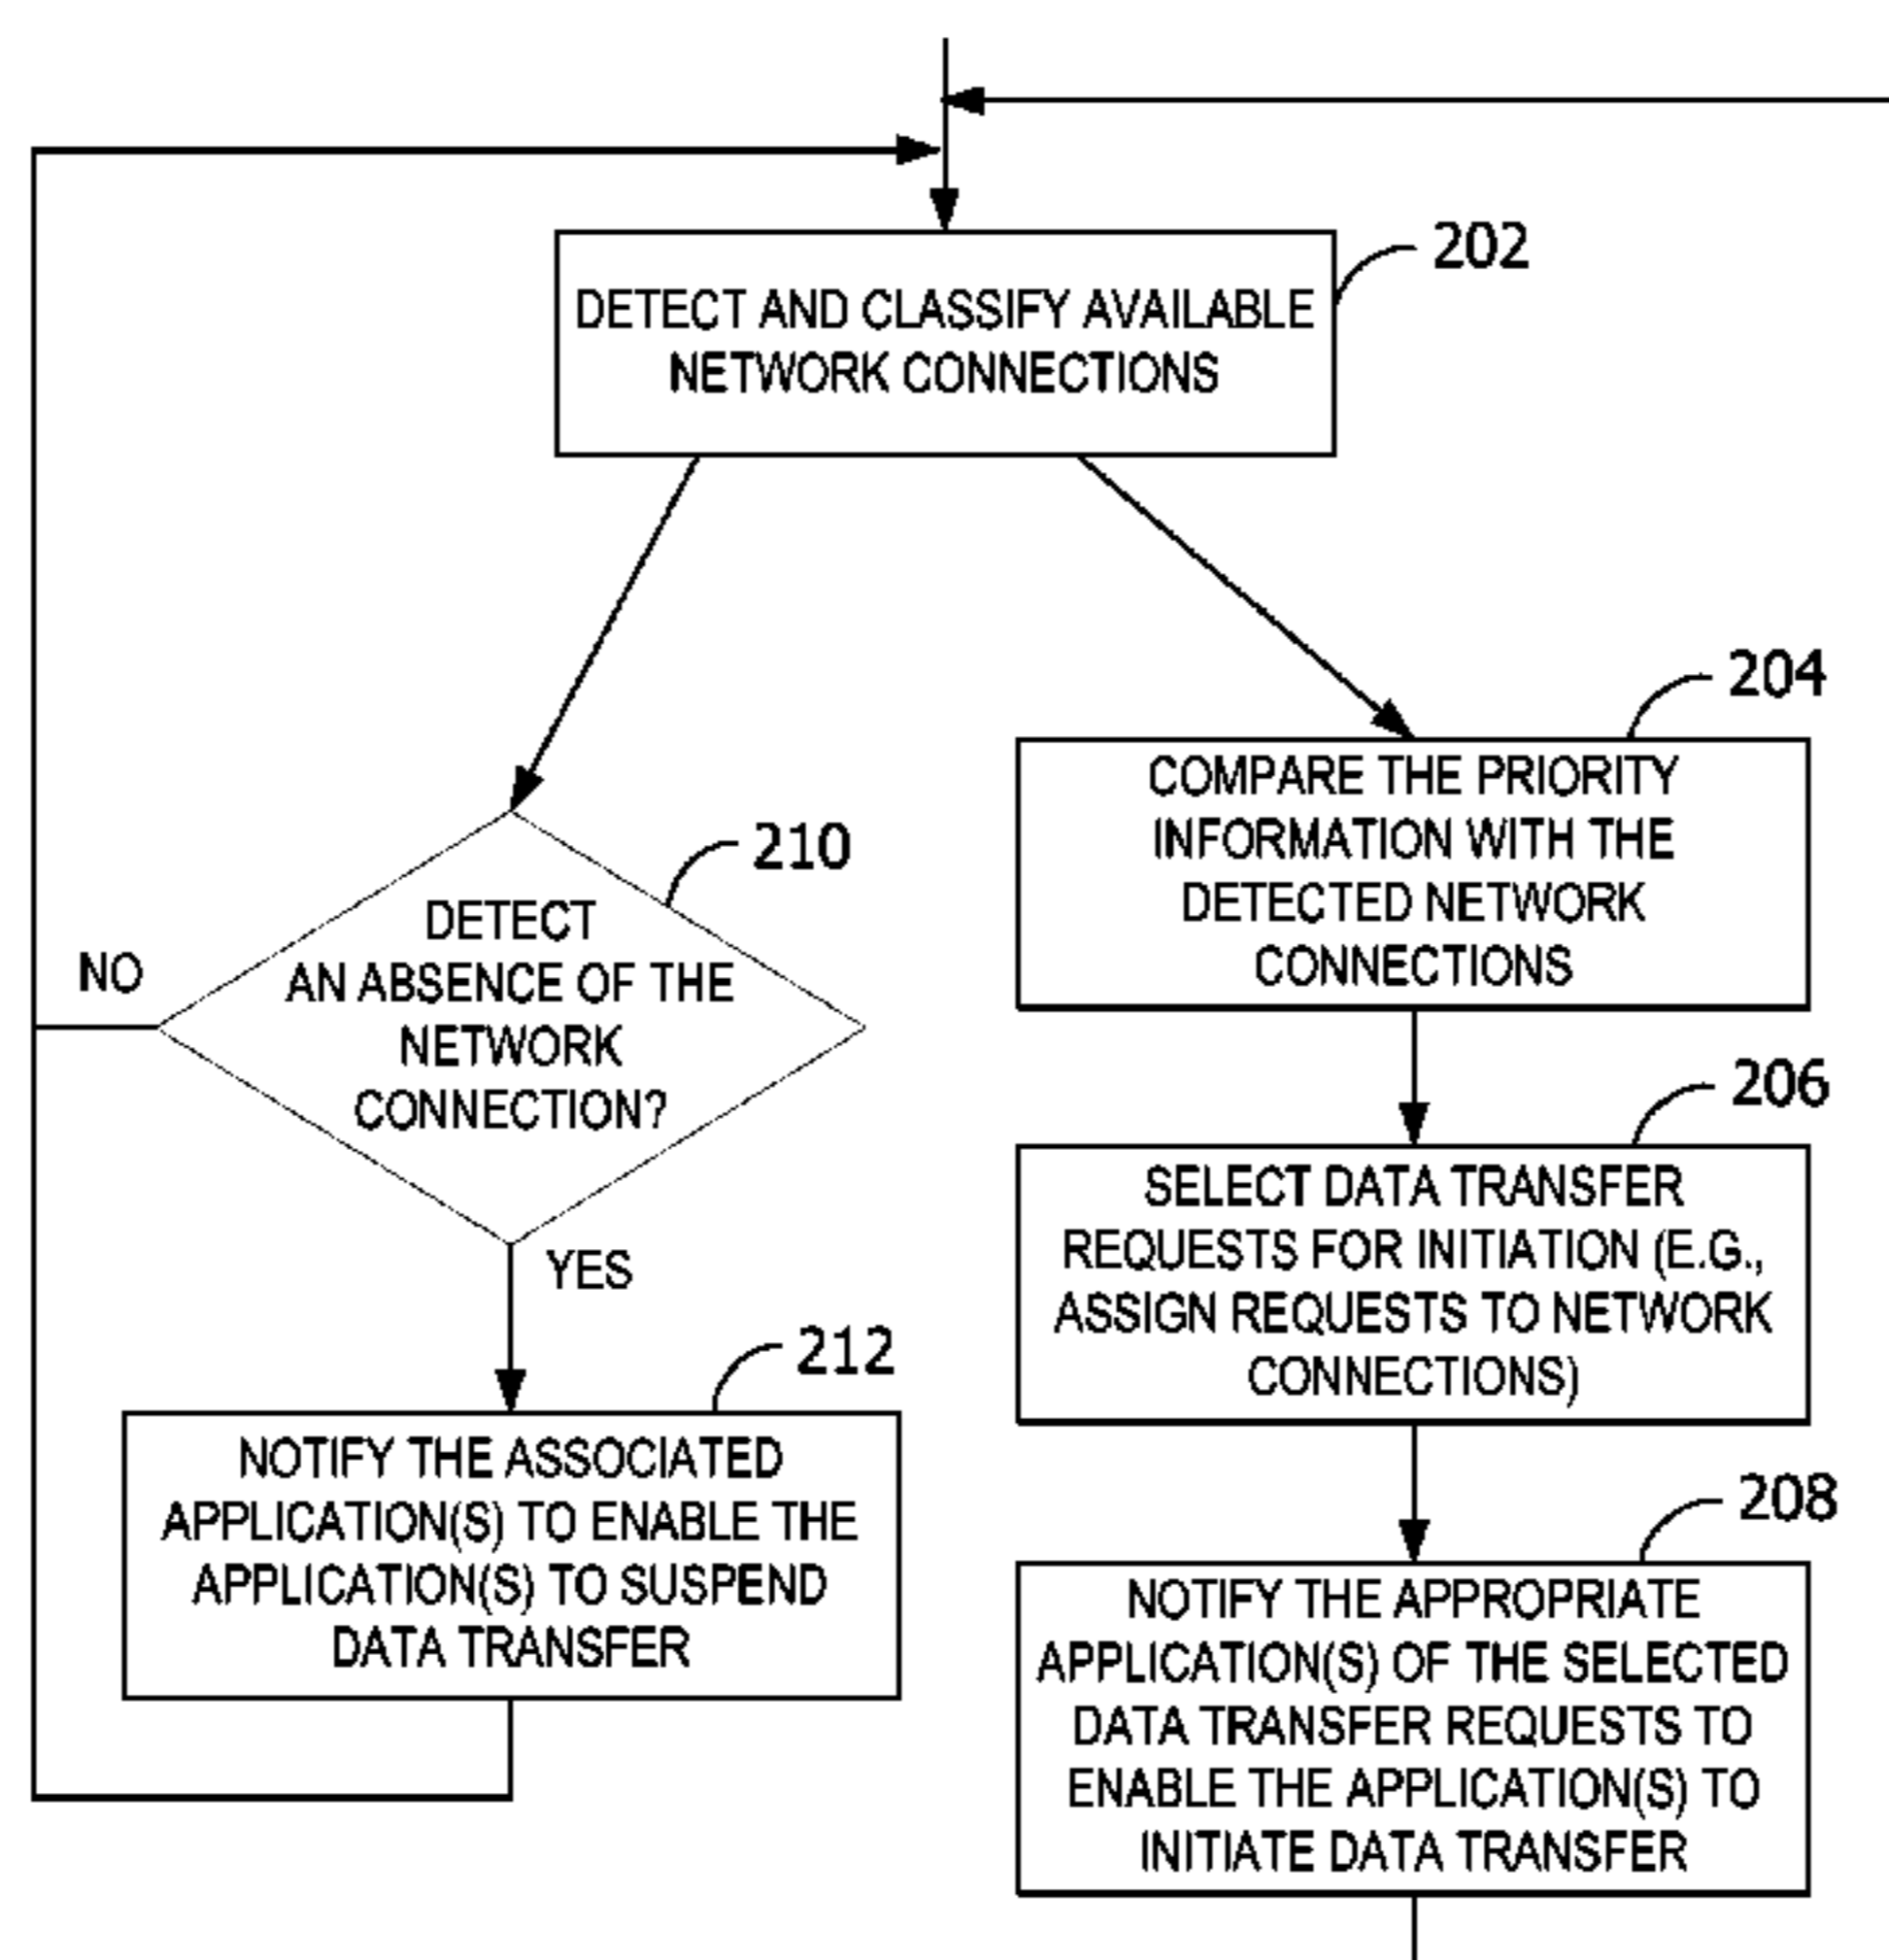 202
DETECT AND CLASSIFY AVAILABLE
NETWORK CONNECTIONS
204
COMPARE THE PRIORITY
INFORMATION WITH THE
DETECTED NETWORK
CONNECTIONS
210
DETECT
AN ABSENCE OF THE
NETWORK
CONNECTION?
NO
YES
206
SELECT DATA TRANSFER
REQUESTS FOR INITIATION (E.G.,
ASSIGN REQUESTS TO NETWORK
CONNECTIONS)
212
NOTIFY THE ASSOCIATED
APPLICATION(S) TO ENABLE THE
APPLICATION(S) TO SUSPEND
DATA TRANSFER
208
NOTIFY THE APPROPRIATE
APPLICATION(S) OF THE SELECTED
DATA TRANSFER REQUESTS TO
ENABLE THE APPLICATION(S) TO
INITIATE DATA TRANSFER